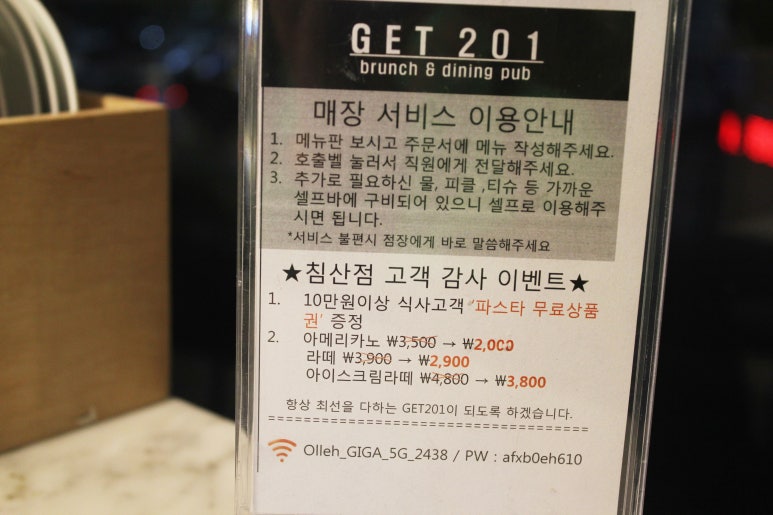 GET 201
brunch & dining pub
매장 서비스 이용안내
1. 메뉴판 보시고 주문서에 메뉴 작성해주세요.
2. 호출벨 눌러서 직원에게 전달해주세요.
3. 추가로 필요하신 물, 피클 ,티슈 등 가까운
셀프바에 구비되어 있으니 셀프로 이용해주
시면 됩니다.
*서비스 불편시 점장에게 바로 말씀해주세요
★침산점 고객 감사 이벤트★
1. 10만원이상 식사고객 '파스타 무료상품
권' 증정
2. 아메리카노 ₩3,500 → ₩2,000
라떼 ₩3,900 → ₩2,900
아이스크림라떼 ₩4,800 → ₩3,800
항상 최선을 다하는 GET201이 되도록 하겠습니다.
====================================
Olleh_GIGA_5G_2438 / PW : afxb0eh610